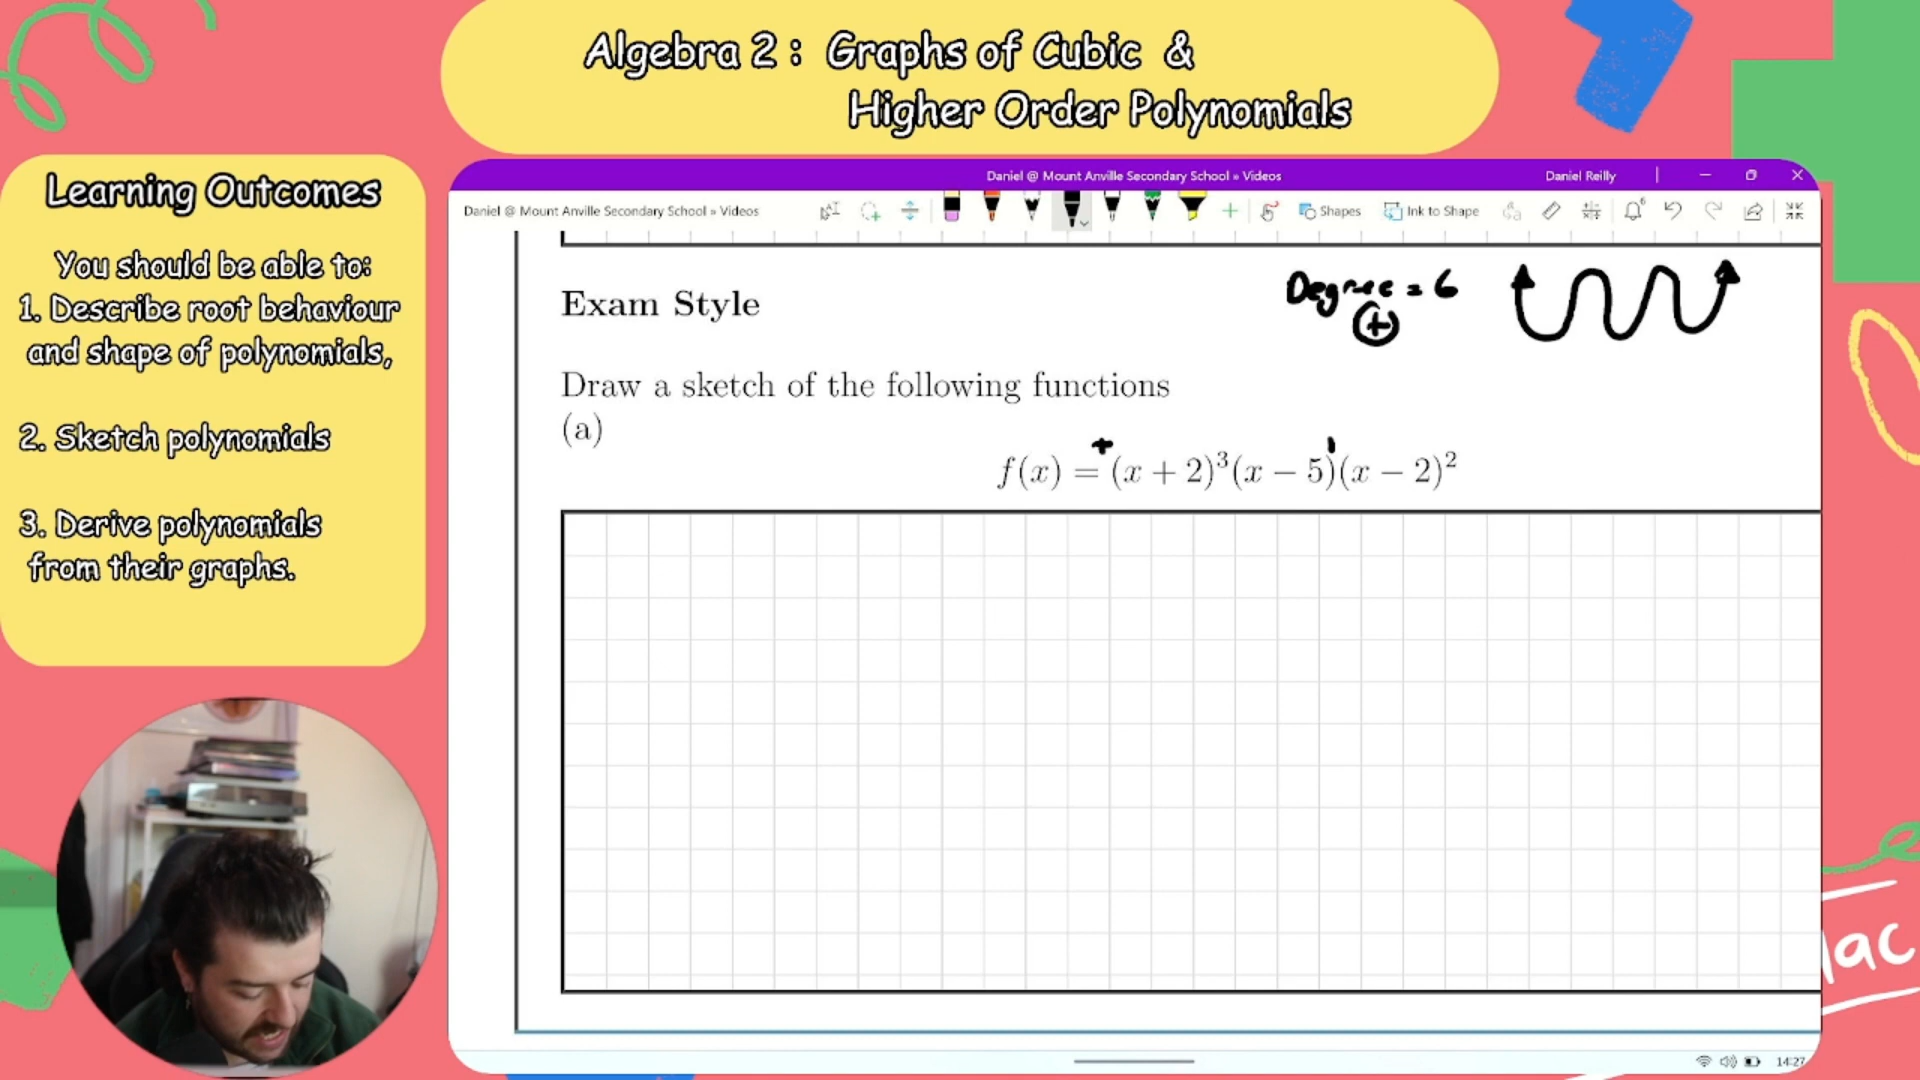 Algebra 2 : Graphs of Cubic &
Higher Order Polynomials
Learning Outcomes
You should be able to:
1. Describe root behaviour
and shape of polynomials,
2. Sketch polynomials
3. Derive polynomials
from their graphs.
Daniel @ Mount Anville Secondary School » Videos
Daniel Reilly
Daniel @ Mount Anville Secondary School » Videos
Shapes
Ink to Shape
6
Exam Style
Degree = 6
+
Draw a sketch of the following functions
(a)
+ 1
f(x) = (x + 2)³(x − 5)(x − 2)²
14:27